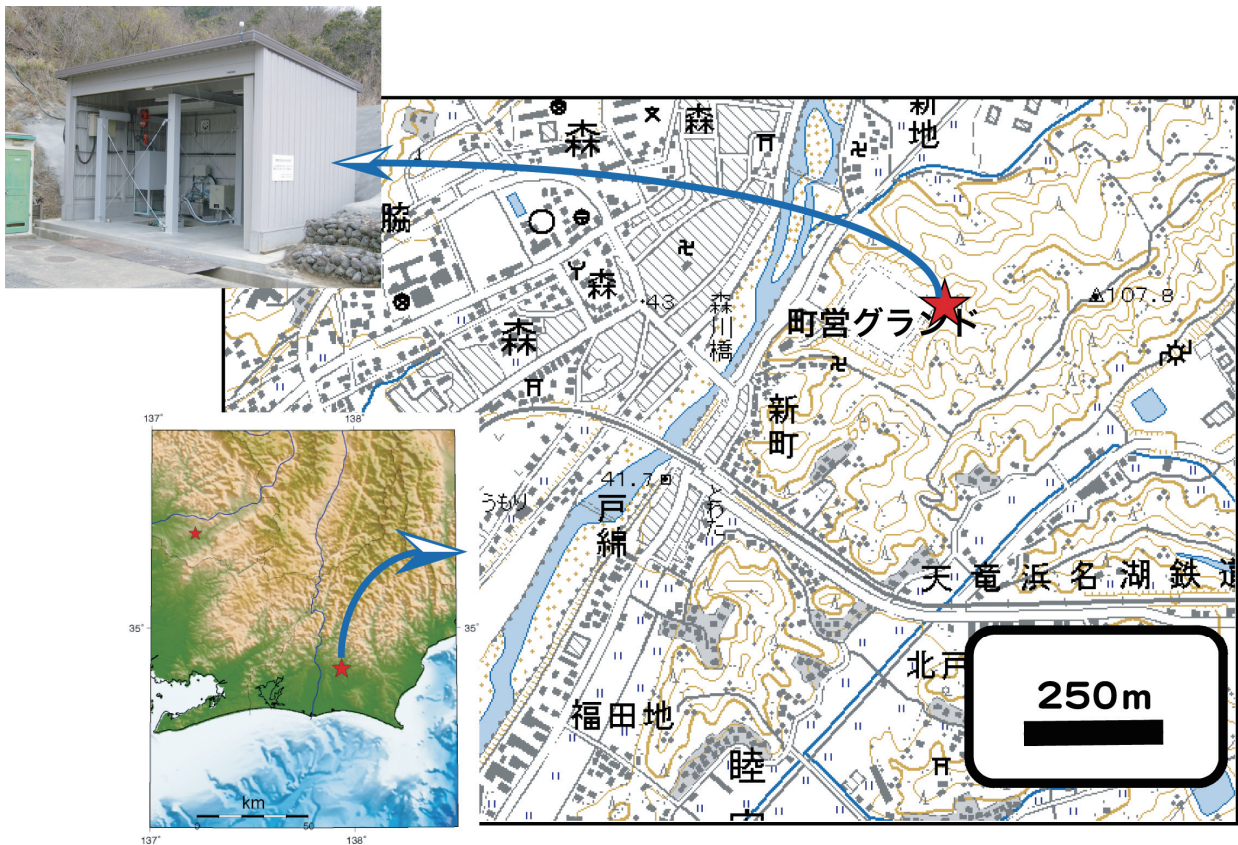 新地
森
森
脇
森
43
森川橋
町営グランド
107.8
森
新町
41.7
とわた
うもり
戸綿
天竜浜名湖鉄道
北戸
250m
福田地
睦
137°
138°
35°
35°
km
0
50
137°
138°